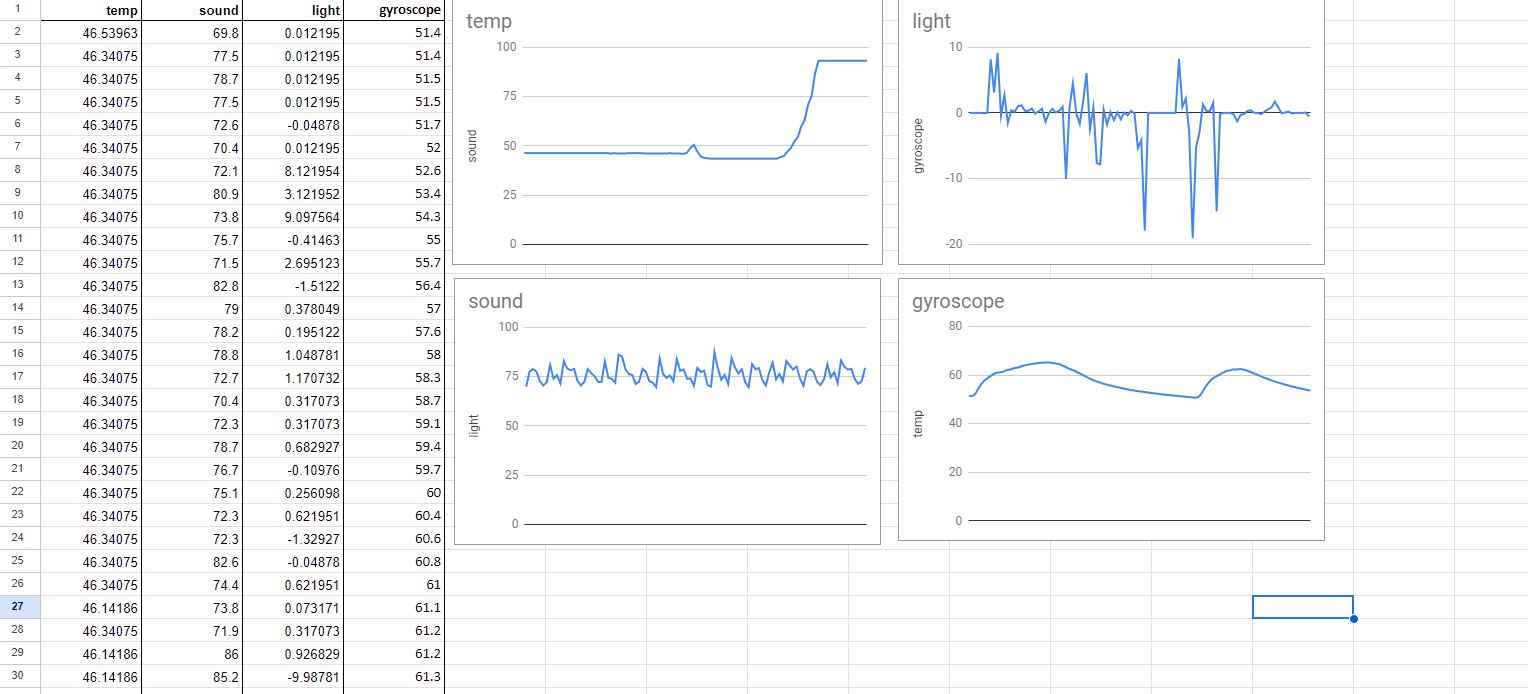 1 temp sound light gyroscope
2 46.53963 69.8 0.012195 51.4
3 46.34075 77.5 0.012195 51.4
4 46.34075 78.7 0.012195 51.5
5 46.34075 77.5 0.012195 51.5
6 46.34075 72.6 -0.04878 51.7
7 46.34075 70.4 0.012195 52
8 46.34075 72.1 8.121954 52.6
9 46.34075 80.9 3.121952 53.4
10 46.34075 73.8 9.097564 54.3
11 46.34075 75.7 -0.41463 55
12 46.34075 71.5 2.695123 55.7
13 46.34075 82.8 -1.5122 56.4
14 46.34075 79 0.378049 57
15 46.34075 78.2 0.195122 57.6
16 46.34075 78.8 1.048781 58
17 46.34075 72.7 1.170732 58.3
18 46.34075 70.4 0.317073 58.7
19 46.34075 72.3 0.317073 59.1
20 46.34075 78.7 0.682927 59.4
21 46.34075 76.7 -0.10976 59.7
22 46.34075 75.1 0.256098 60
23 46.34075 72.3 0.621951 60.4
24 46.34075 72.3 -1.32927 60.6
25 46.34075 82.6 -0.04878 60.8
26 46.34075 74.4 0.621951 61
27 46.14186 73.8 0.073171 61.1
28 46.34075 71.9 0.317073 61.2
29 46.14186 86 0.926829 61.2
30 46.14186 85.2 -9.98781 61.3
temp
100
75
50
25
0
sound
light
10
0
-10
-20
gyroscope
sound
100
75
50
25
0
light
gyroscope
80
60
40
20
0
temp